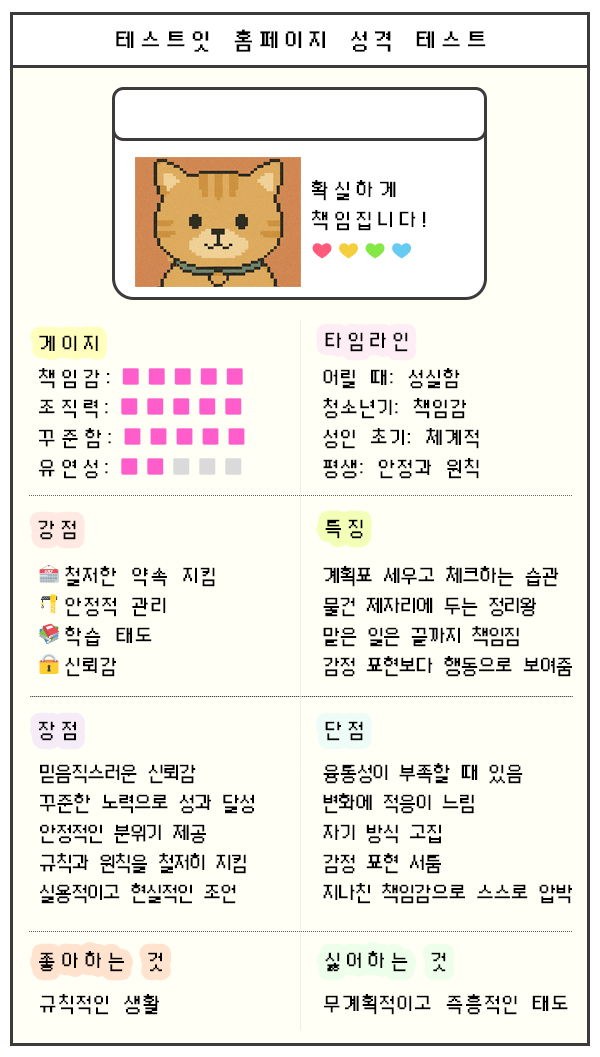 테스트잇 홈페이지 성격 테스트
확실하게
책임집니다!
게이지
책임감:
조직력:
꾸준함:
유연성:
타임라인
어릴 때: 성실함
청소년기: 책임감
성인 초기: 체계적
평생: 안정과 원칙
강점
철저한 약속 지킴
안정적 관리
학습 태도
신뢰감
특징
계획표 세우고 체크하는 습관
물건 제자리에 두는 정리왕
맡은 일은 끝까지 책임짐
감정 표현보다 행동으로 보여줌
장점
믿음직스러운 신뢰감
꾸준한 노력으로 성과 달성
안정적인 분위기 제공
규칙과 원칙을 철저히 지킴
실용적이고 현실적인 조언
단점
융통성이 부족할 때 있음
변화에 적응이 느림
자기 방식 고집
감정 표현 서툼
지나친 책임감으로 스스로 압박
좋아하는 것
규칙적인 생활
싫어하는 것
무계획적이고 즉흥적인 태도